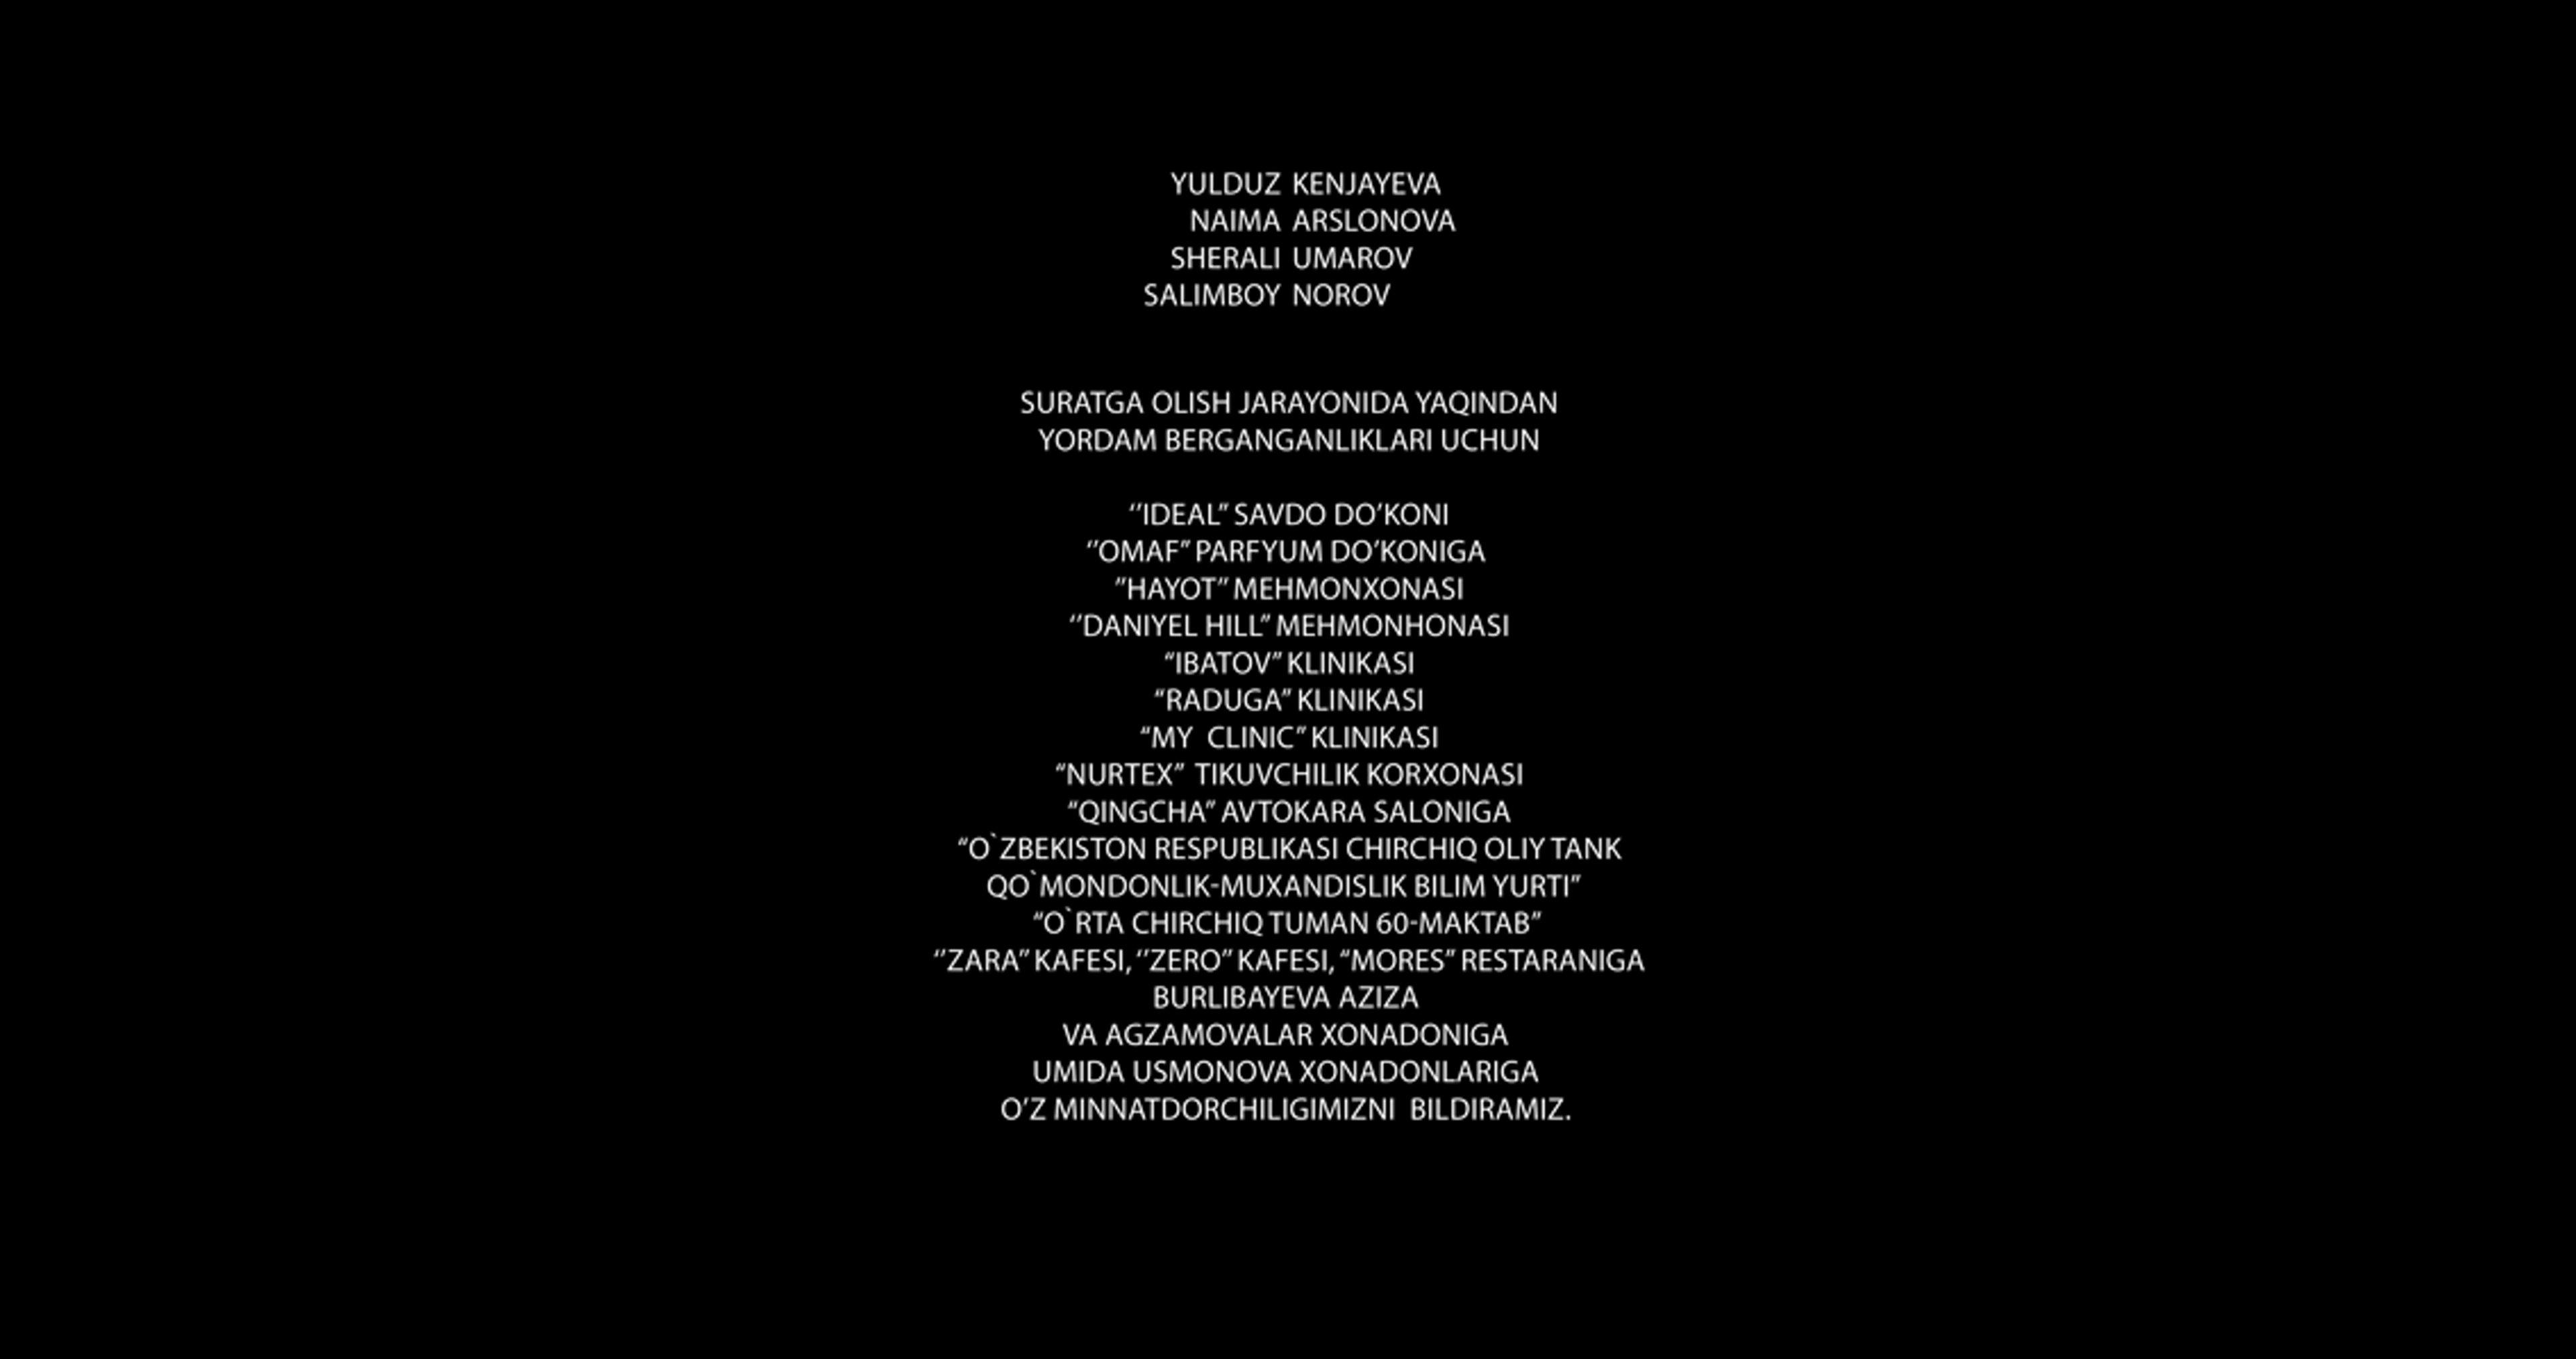 YULDUZ KENJAYEVA
NAIMA ARSLONOVA
SHERALI UMAROV
SALIMBOY NOROV
SURATGA OLISH JARAYONIDA YAQINDAN
YORDAM BERGANGANLIKLARI UCHUN
‘’IDEAL” SAVDO DO’KONI
‘’OMAF” PARFYUM DO’KONIGA
”HAYOT” MEHMONXONASI
‘’DANIYEL HILL” MEHMONHONASI
“IBATOV” KLINIKASI
“RADUGA” KLINIKASI
“MY  CLINIC” KLINIKASI
“NURTEX”  TIKUVCHILIK KORXONASI
“QINGCHA” AVTOKARA SALONIGA
“O`ZBEKISTON RESPUBLIKASI CHIRCHIQ OLIY TANK
QO`MONDONLIK-MUXANDISLIK BILIM YURTI”
“O`RTA CHIRCHIQ TUMAN 60-MAKTAB”
‘’ZARA” KAFESI, ‘’ZERO” KAFESI, “MORES” RESTARANIGA
BURLIBAYEVA AZIZA
VA AGZAMOVALAR XONADONIGA
UMIDA USMONOVA XONADONLARIGA
O’Z MINNATDORCHILIGIMIZNI  BILDIRAMIZ.